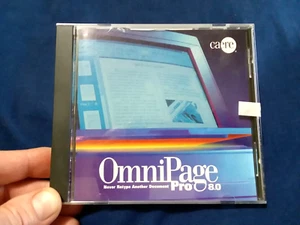 caere
OmniPage
Never Retype Another Document
Pro 8.0